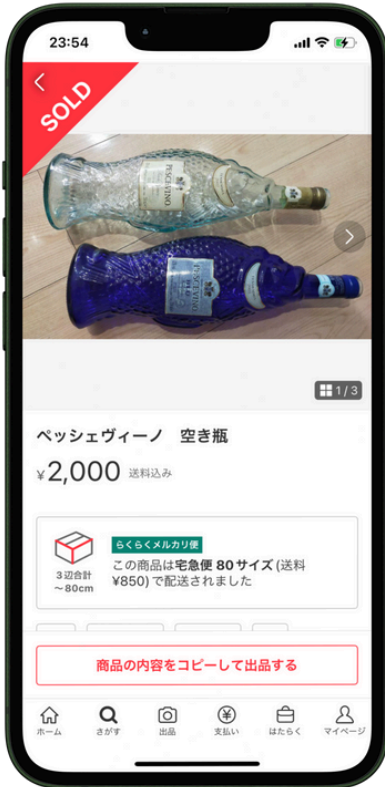 23:54
SOLD
PESCEVINO
PESCEVINO
BLU
1/3
ペッシェヴィーノ 空き瓶
¥2,000 送料込み
らくらくメルカリ便
この商品は宅急便 80サイズ(送料
¥850)で配送されました
3辺合計
～80cm
商品の内容をコピーして出品する
ホーム
さがす
出品
支払い
はたらく
マイページ